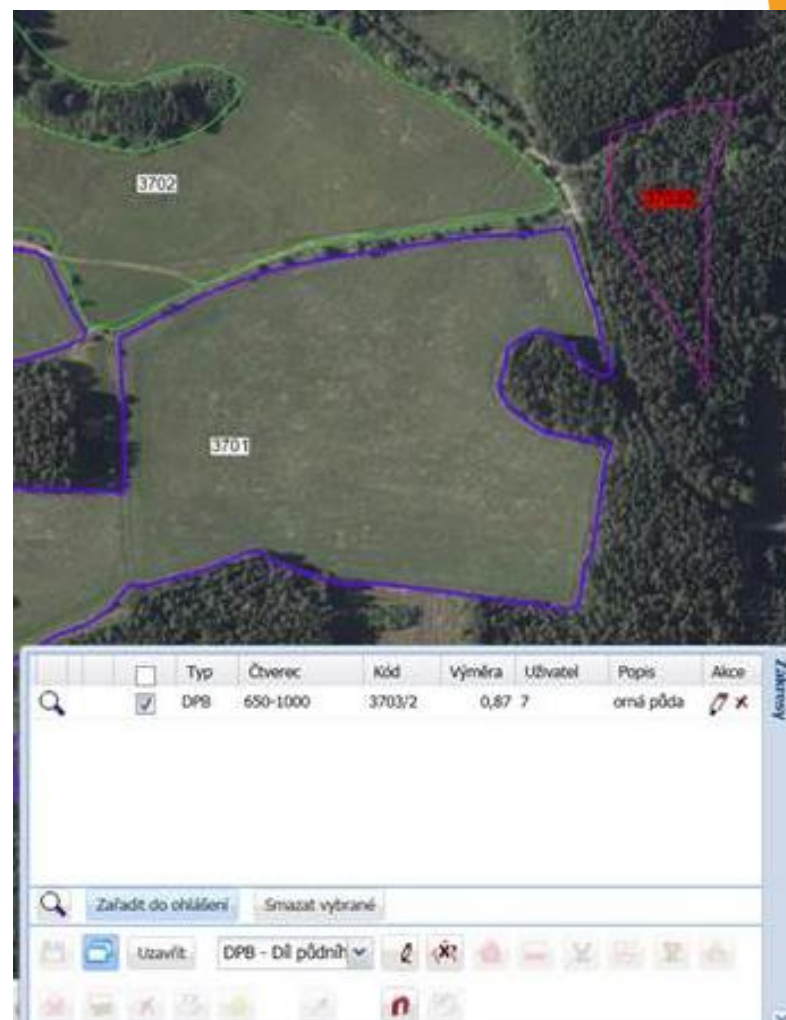 3702
3701
Typ Čtverec Kód Výměra Uživatel Popis Akce
DPB 650-1000 3703/2 0,87 7 orná půda
Zákresy
Zařadit do ohlášení Smazat vybrané
Uzavřít DPB - Díl půdníh